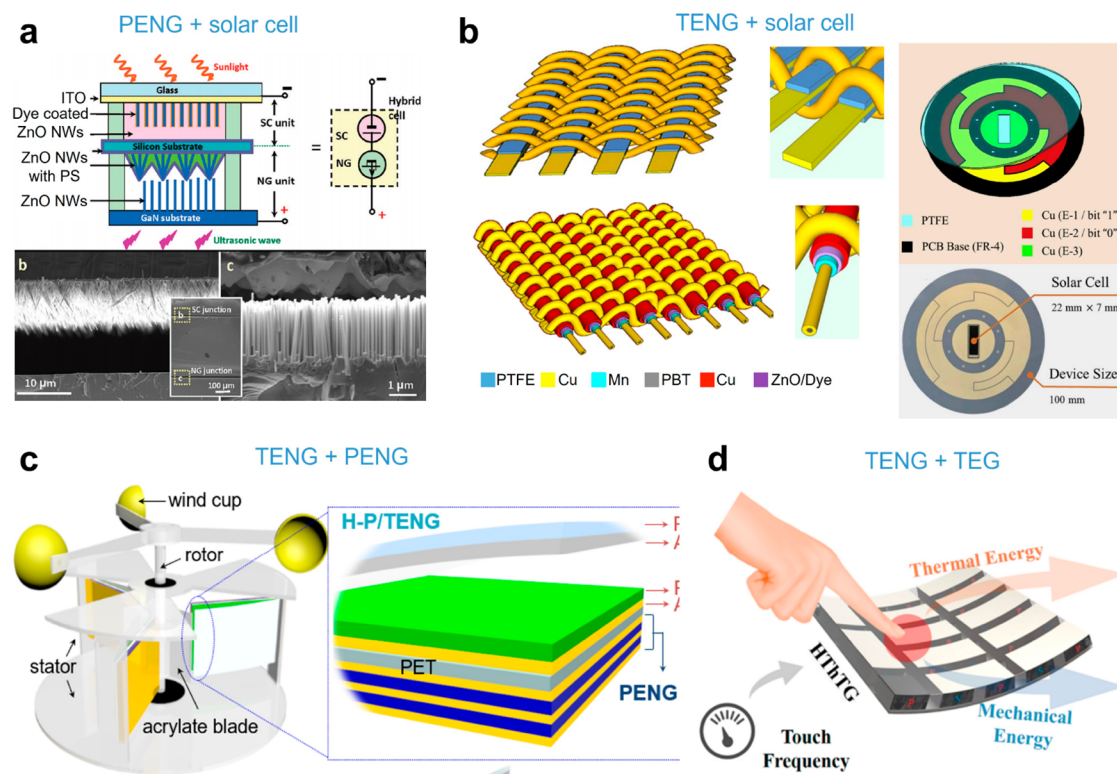 a
PENG + solar cell
Sunlight
Glass
ITO
Dye coated
ZnO NWs
Silicon Substrate
ZnO NWs
with PS
ZnO NWs
GaN substrate
Ultrasonic wave
SC unit
NG unit
−
+
=
−
Hybrid
cell
SC
NG
+
b
SC junction
b
NG junction
c
100 μm
10 μm
c
1 μm
b
TENG + solar cell
PTFE
Cu
Mn
PBT
Cu
ZnO/Dye
PTFE
PCB Base (FR-4)
Cu (E-1 / bit "1")
Cu (E-2 / bit "0")
Cu (E-3)
Solar Cell
22 mm × 7 mm
Device Size
100 mm
c
TENG + PENG
wind cup
rotor
stator
acrylate blade
H-P/TENG
PET
PENG
d
TENG + TEG
Thermal Energy
HThTG
Mechanical
Energy
Touch
Frequency